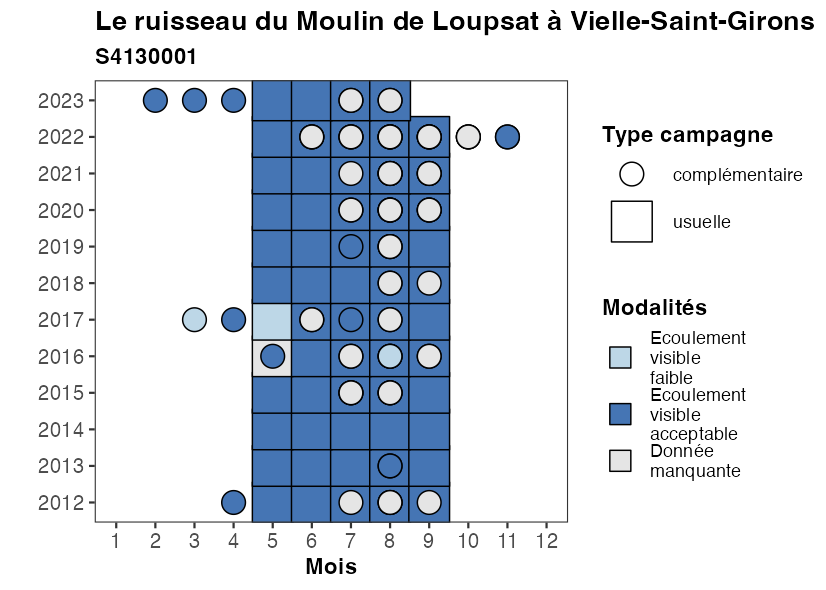 Le ruisseau du Moulin de Loupsat à Vielle-Saint-Girons
S4130001
2023
2022
2021
2020
2019
2018
2017
2016
2015
2014
2013
2012
1 2 3 4 5 6 7 8 9 10 11 12
Mois
Type campagne
complémentaire
usuelle
Modalités
Ecoulement
visible
faible
Ecoulement
visible
acceptable
Donnée
manquante